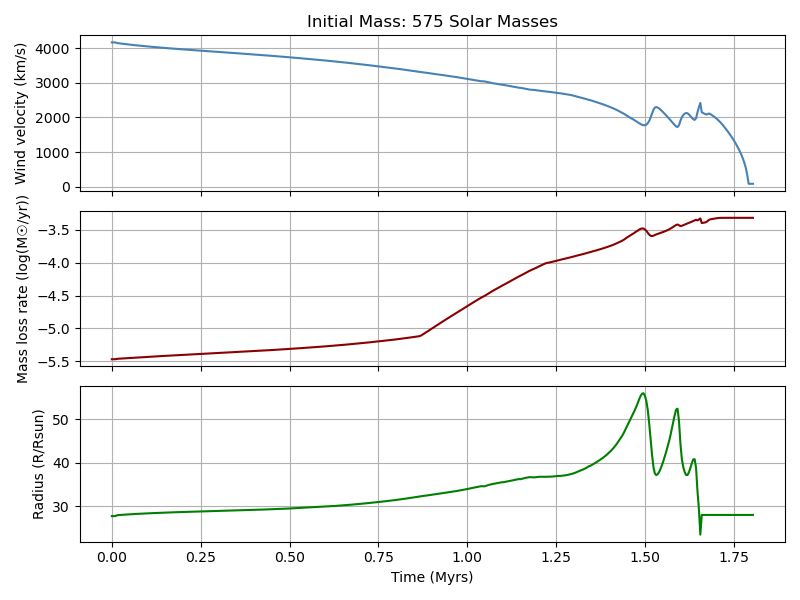 Initial Mass: 575 Solar Masses
Wind velocity (km/s)
4000
3000
2000
1000
0
Mass loss rate (log(M☉/yr))
−3.5
−4.0
−4.5
−5.0
−5.5
Radius (R/Rsun)
50
40
30
0.00 0.25 0.50 0.75 1.00 1.25 1.50 1.75
Time (Myrs)